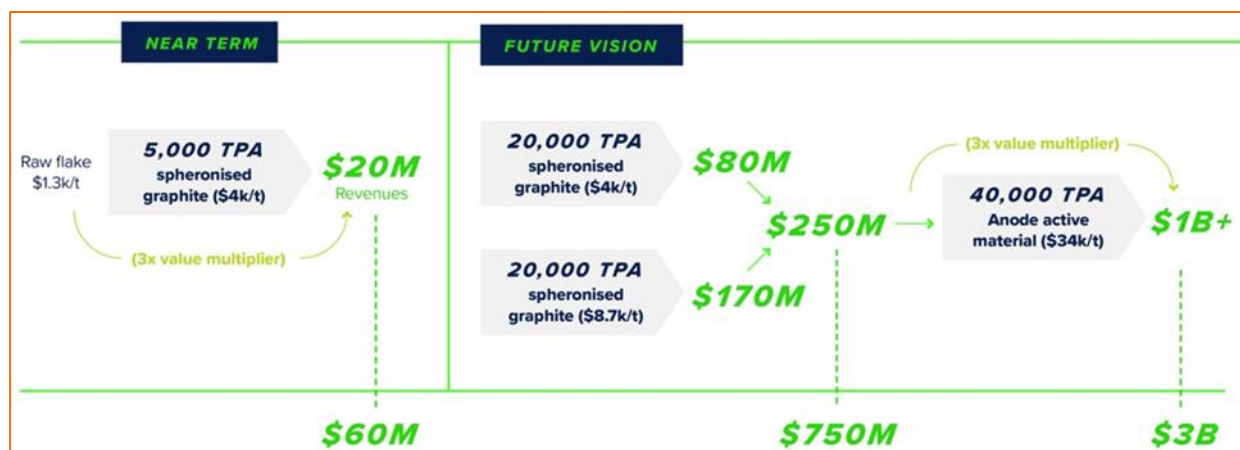 NEAR TERM
Raw flake
$1.3k/t
5,000 TPA
spheronised
graphite ($4k/t)
$20M
Revenues
(3x value multiplier)
$60M
FUTURE VISION
20,000 TPA
spheronised
graphite ($4k/t)
$80M
20,000 TPA
spheronised
graphite ($8.7k/t)
$170M
$250M
(3x value multiplier)
40,000 TPA
Anode active
material ($34k/t)
$1B+
$750M
$3B